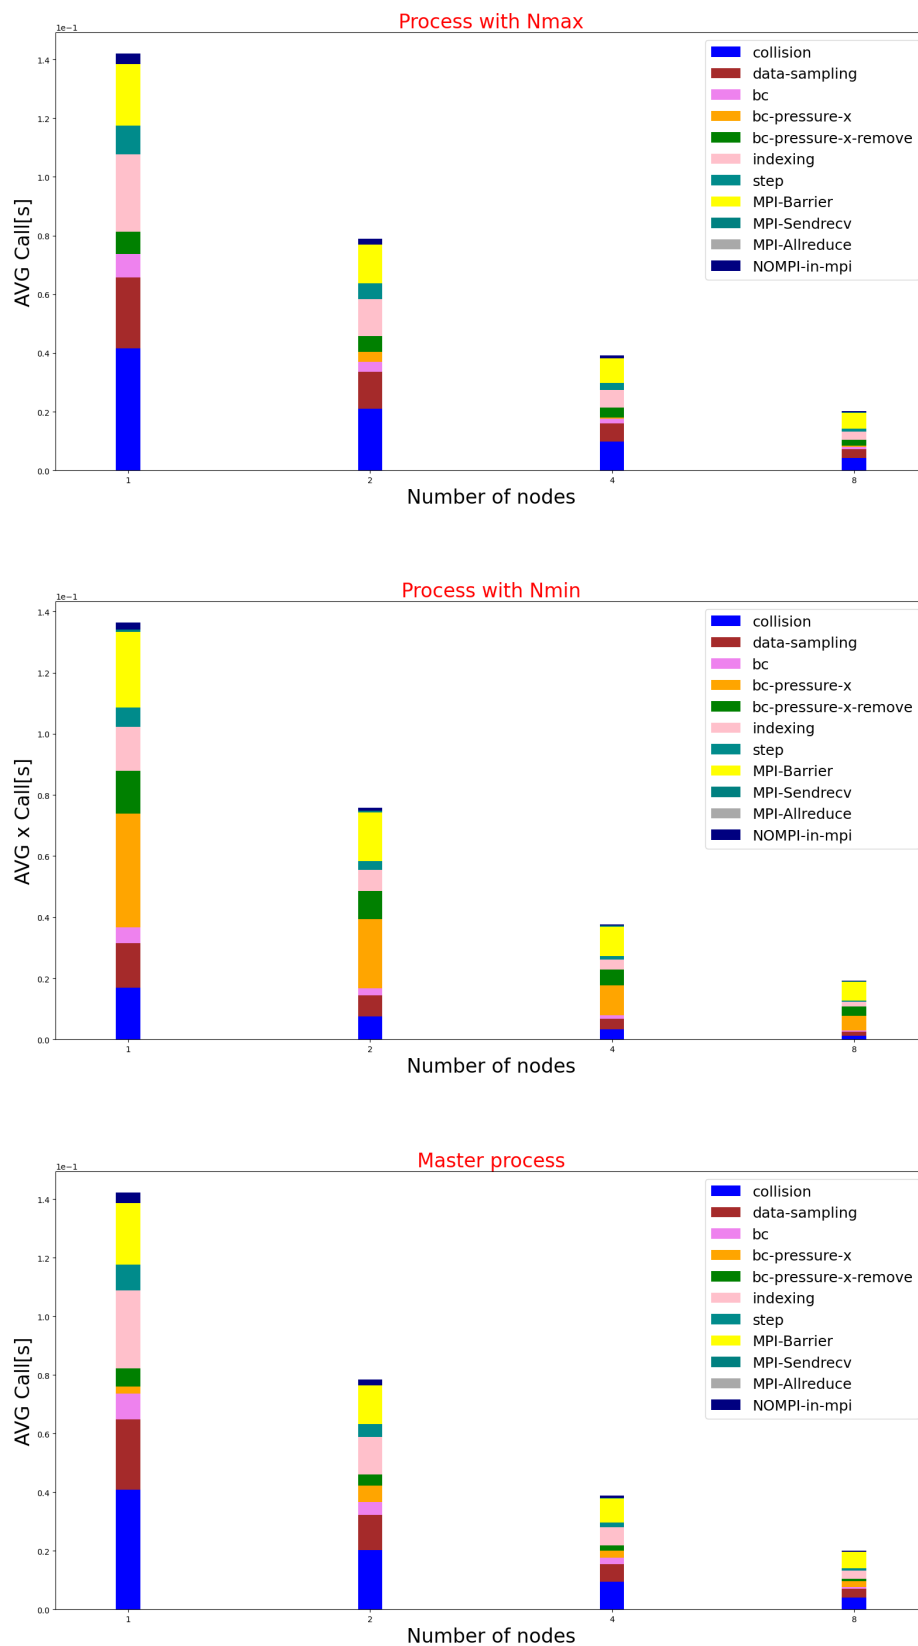 Process with Nmax
1e−1
1.4
1.2
1.0
0.8
0.6
0.4
0.2
0.0
AVG Call[s]
collision
data-sampling
bc
bc-pressure-x
bc-pressure-x-remove
indexing
step
MPI-Barrier
MPI-Sendrecv
MPI-Allreduce
NOMPI-in-mpi
1 2 4 8
Number of nodes
Process with Nmin
1e−1
1.4
1.2
1.0
0.8
0.6
0.4
0.2
0.0
AVG x Call[s]
collision
data-sampling
bc
bc-pressure-x
bc-pressure-x-remove
indexing
step
MPI-Barrier
MPI-Sendrecv
MPI-Allreduce
NOMPI-in-mpi
1 2 4 8
Number of nodes
Master process
1e−1
1.4
1.2
1.0
0.8
0.6
0.4
0.2
0.0
AVG Call[s]
collision
data-sampling
bc
bc-pressure-x
bc-pressure-x-remove
indexing
step
MPI-Barrier
MPI-Sendrecv
MPI-Allreduce
NOMPI-in-mpi
1 2 4 8
Number of nodes